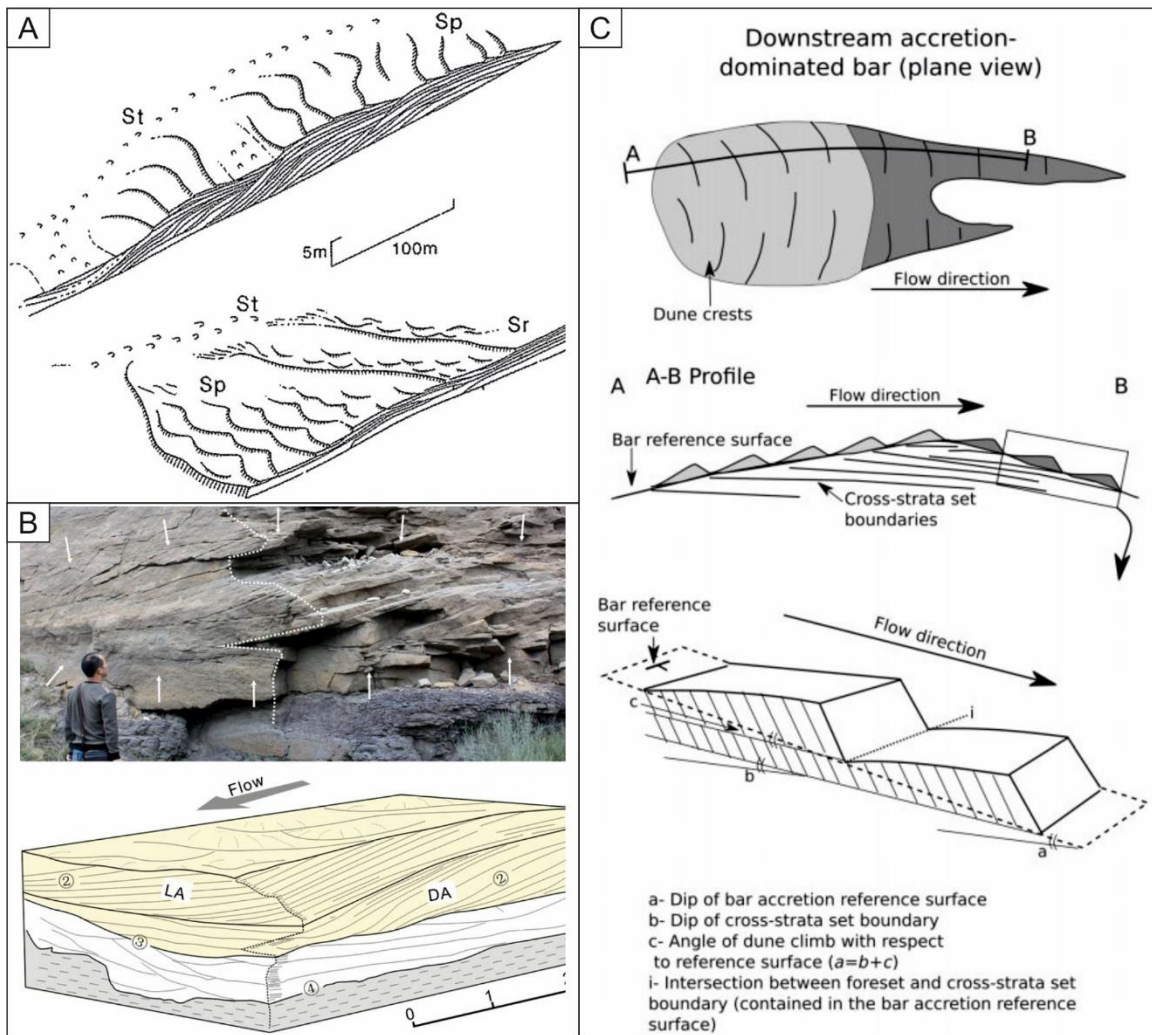 A
Sp
St
5m
100m
St
Sr
Sp
B
Flow
②
LA
DA
②
③
④
0
1
C
Downstream accretion-
dominated bar (plane view)
A
B
Flow direction
Dune crests
A-B Profile
A
B
Flow direction
Bar reference surface
Cross-strata set
boundaries
Bar reference
surface
Flow direction
c
i
b
a
a- Dip of bar accretion reference surface
b- Dip of cross-strata set boundary
c- Angle of dune climb with respect
to reference surface (a=b+c)
i- Intersection between foreset and cross-strata set
boundary (contained in the bar accretion reference
surface)